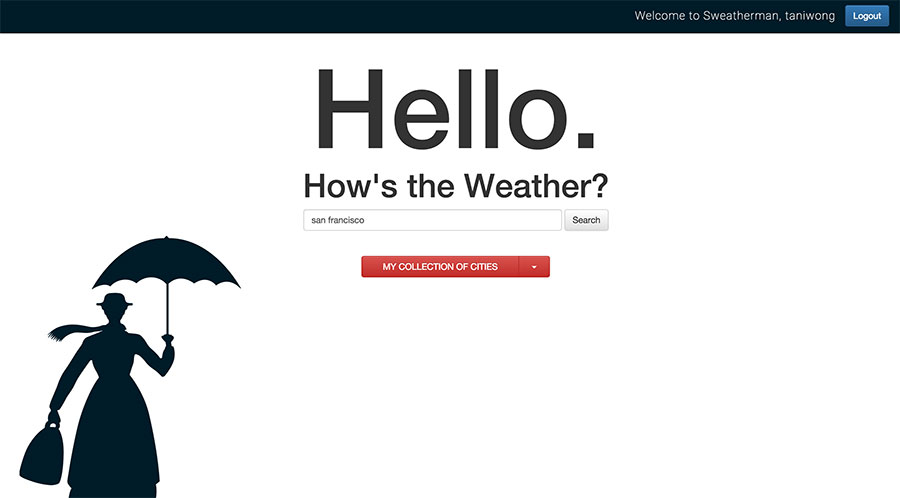 Welcome to Sweatherman, taniwong
Logout
Hello.
How's the Weather?
san francisco
Search
MY COLLECTION OF CITIES